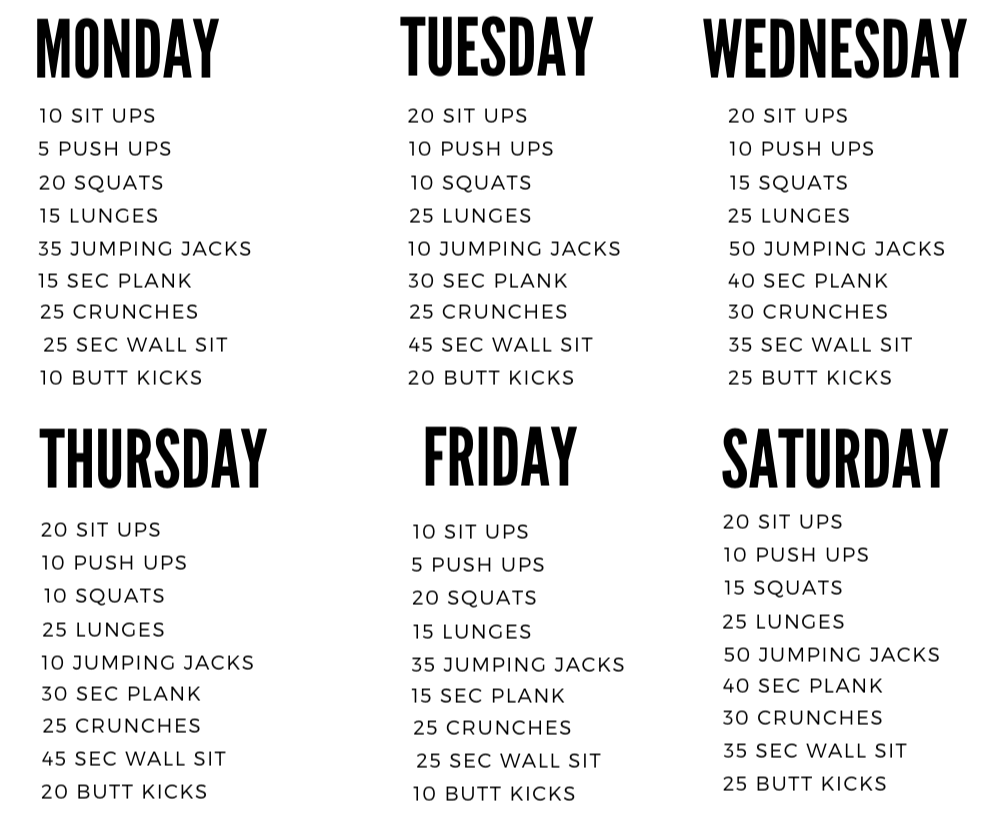 MONDAY
10 SIT UPS
5 PUSH UPS
20 SQUATS
15 LUNGES
35 JUMPING JACKS
15 SEC PLANK
25 CRUNCHES
25 SEC WALL SIT
10 BUTT KICKS
TUESDAY
20 SIT UPS
10 PUSH UPS
10 SQUATS
25 LUNGES
10 JUMPING JACKS
30 SEC PLANK
25 CRUNCHES
45 SEC WALL SIT
20 BUTT KICKS
WEDNESDAY
20 SIT UPS
10 PUSH UPS
15 SQUATS
25 LUNGES
50 JUMPING JACKS
40 SEC PLANK
30 CRUNCHES
35 SEC WALL SIT
25 BUTT KICKS
THURSDAY
20 SIT UPS
10 PUSH UPS
10 SQUATS
25 LUNGES
10 JUMPING JACKS
30 SEC PLANK
25 CRUNCHES
45 SEC WALL SIT
20 BUTT KICKS
FRIDAY
10 SIT UPS
5 PUSH UPS
20 SQUATS
15 LUNGES
35 JUMPING JACKS
15 SEC PLANK
25 CRUNCHES
25 SEC WALL SIT
10 BUTT KICKS
SATURDAY
20 SIT UPS
10 PUSH UPS
15 SQUATS
25 LUNGES
50 JUMPING JACKS
40 SEC PLANK
30 CRUNCHES
35 SEC WALL SIT
25 BUTT KICKS